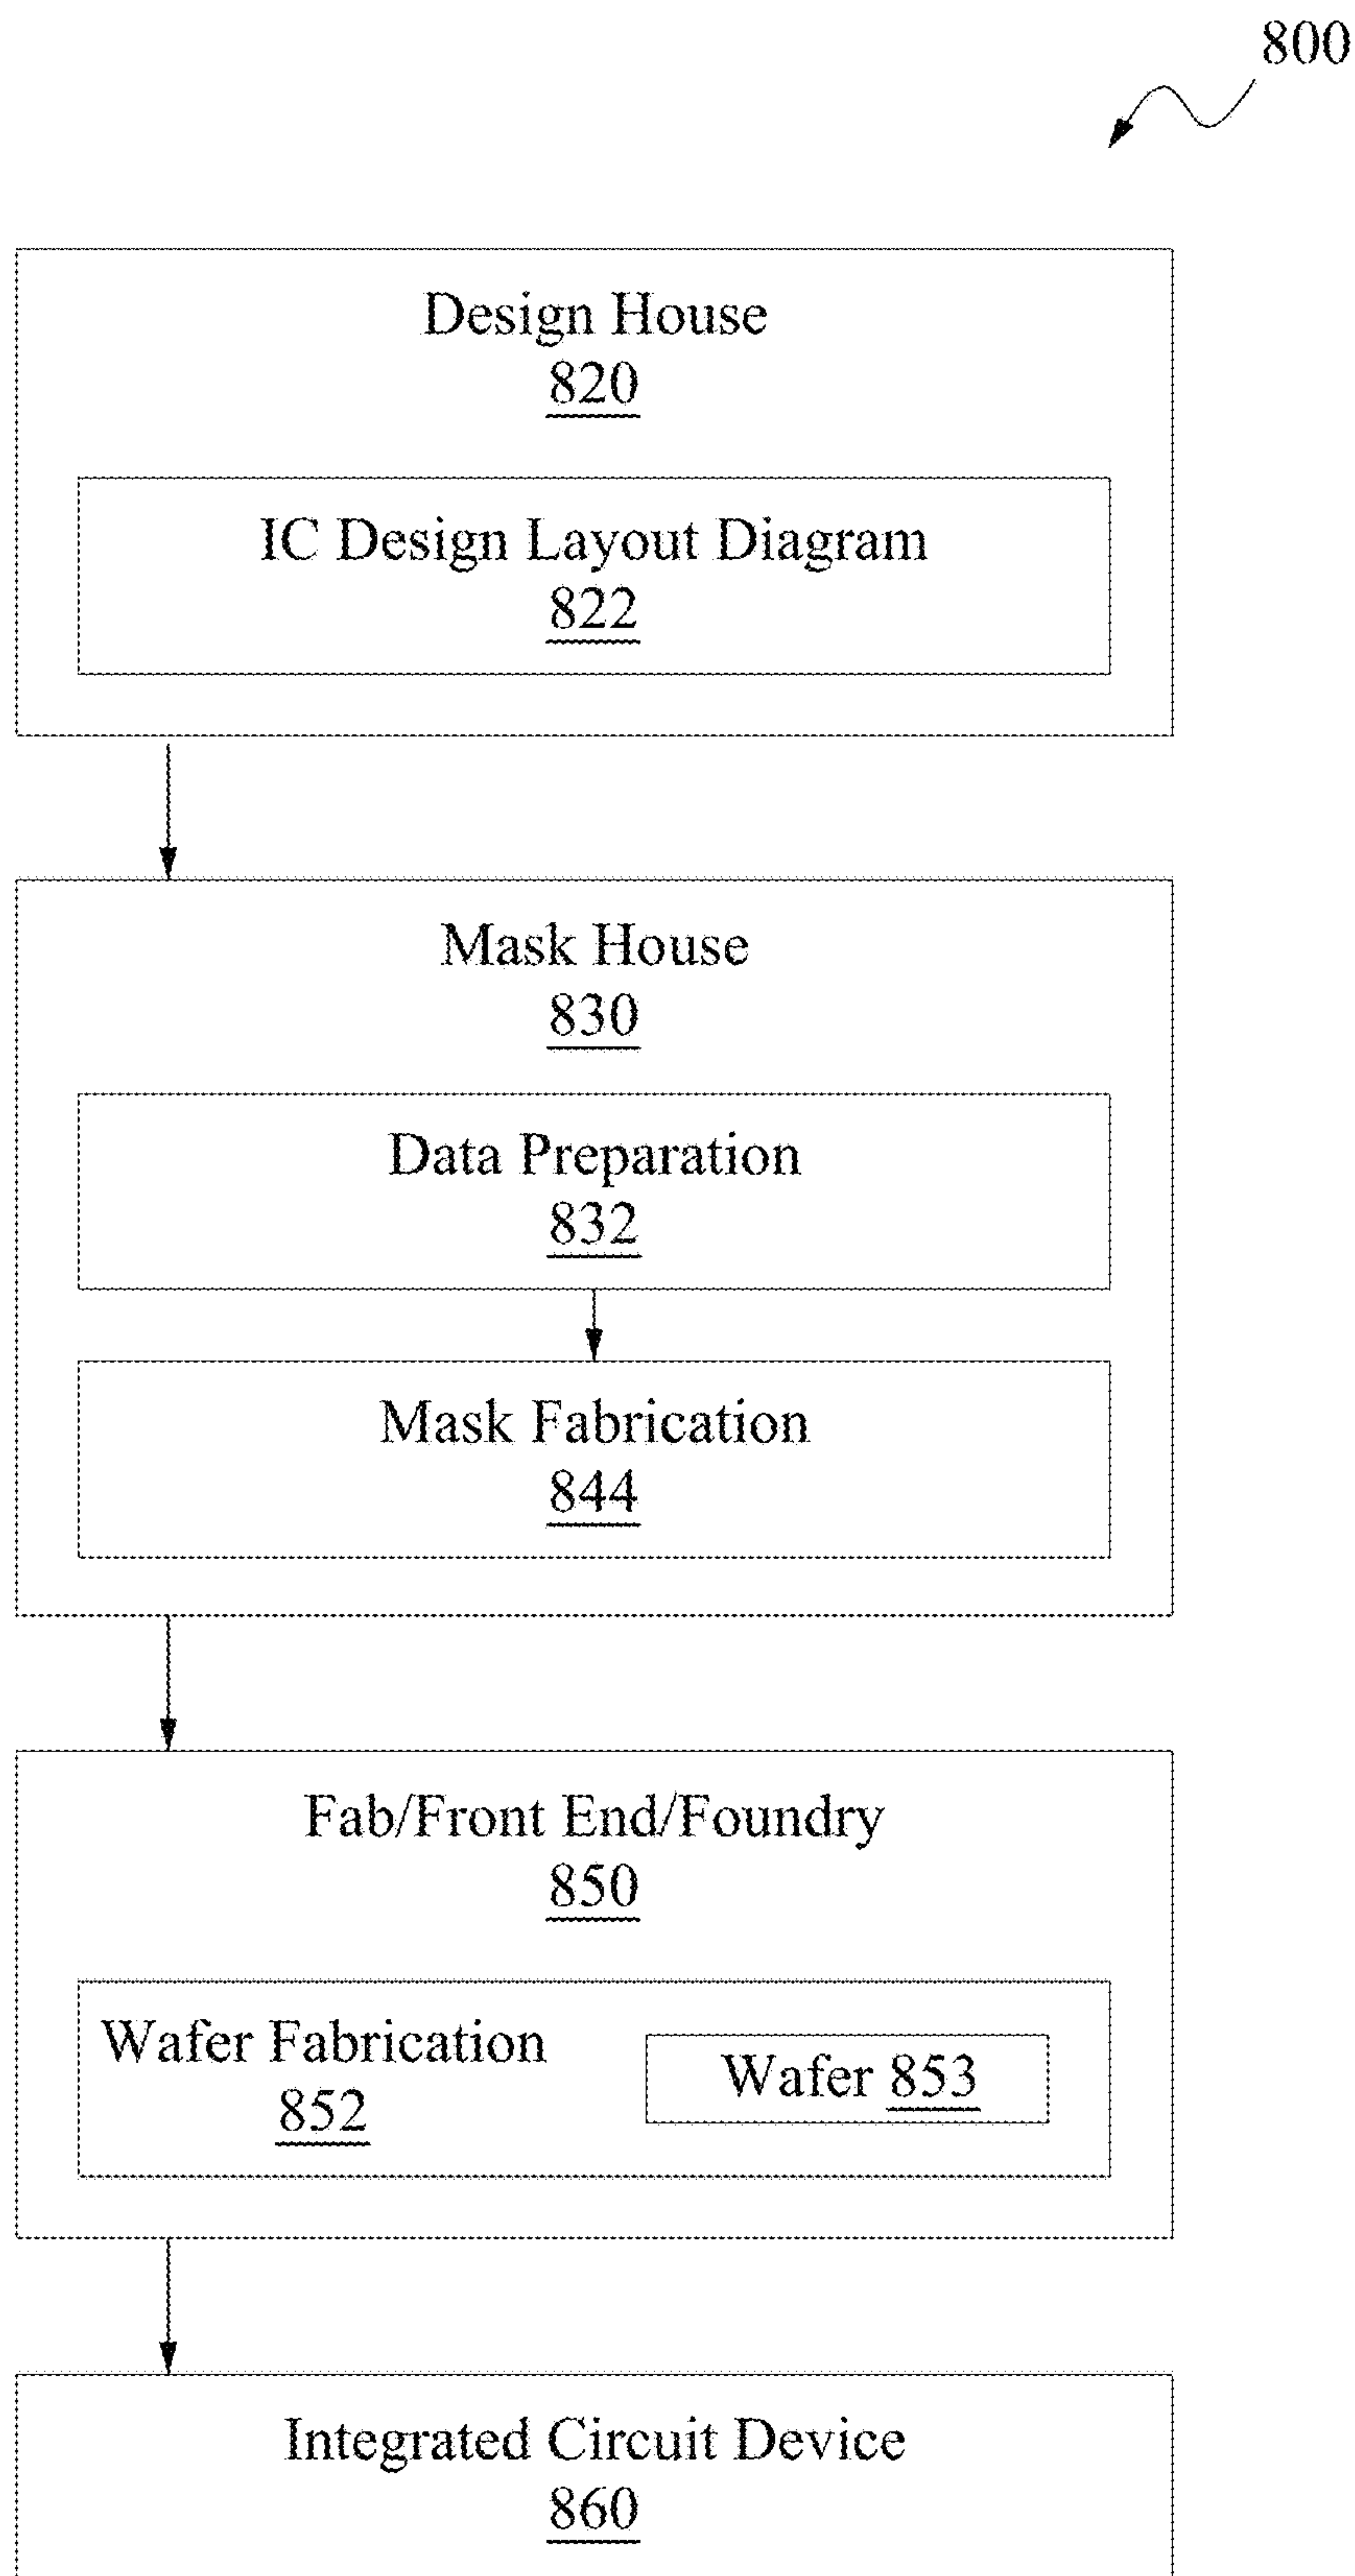 800
Design House
820
IC Design Layout Diagram
822
Mask House
830
Data Preparation
832
Mask Fabrication
844
Fab/Front End/Foundry
850
Wafer Fabrication
852
Wafer 853
Integrated Circuit Device
860